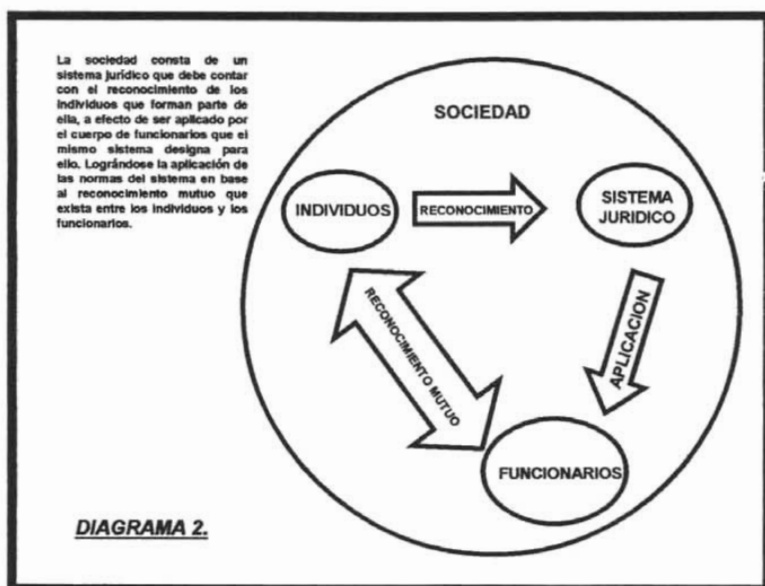 La sociedad consta de un
sistema jurídico que debe contar
con el reconocimiento de los
individuos que forman parte de
ella, a efecto de ser aplicado por
el cuerpo de funcionarios que el
mismo sistema designa para
ello. Lográndose la aplicación de
las normas del sistema en base
al reconocimiento mutuo que
exista entre los individuos y los
funcionarios.
SOCIEDAD
INDIVIDUOS
RECONOCIMIENTO
SISTEMA
JURIDICO
RECONOCIMIENTO MUTUO
APLICACION
FUNCIONARIOS
DIAGRAMA 2.